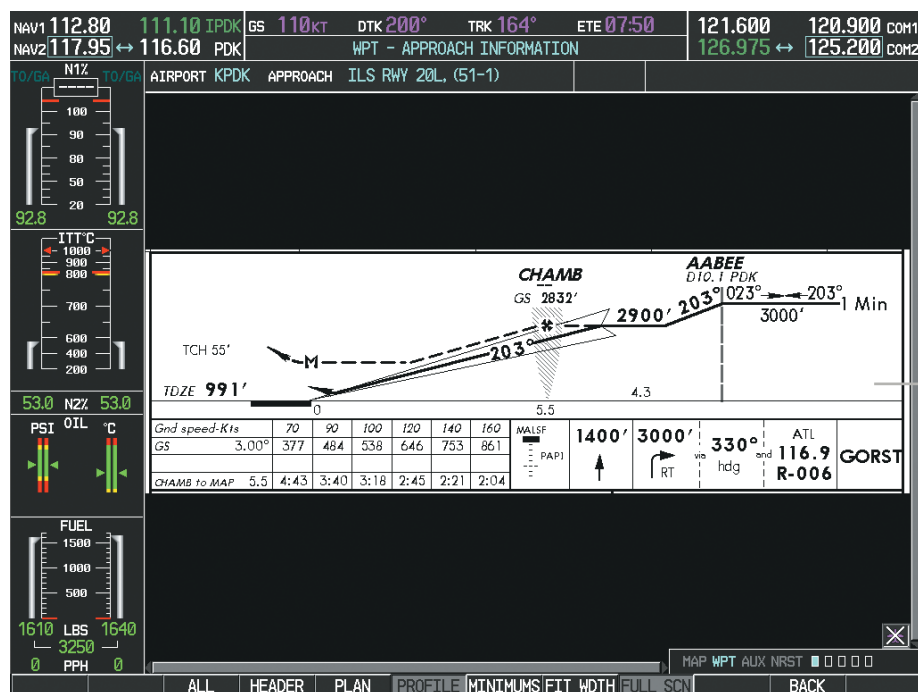 NAV1 112.80 111.10 IPDK GS 110KT DTK 200° TRK 164° ETE 07:50 121.600 120.900 COM1
NAV2 117.95 ↔ 116.60 PDK WPT - APPROACH INFORMATION 126.975 ↔ 125.200 COM2
AIRPORT KPDK APPROACH ILS RWY 20L, (51-1)
TO/GA N1% TO/GA
----
100
90
80
50
20
92.8 92.8
ITT°C
1000
900
800
700
600
400
200
53.0 N2% 53.0
PSI OIL °C
FUEL
1500
1000
500
1610 LBS 1640
3250
0 PPH 0
CHAMB
GS 2832'
AABEE
D10.1 PDK
203° 023° 203°
3000'
1 Min
2900'
203°
M
TCH 55'
TDZE 991'
0 5.5 4.3
Gnd speed-Kts 70 90 100 120 140 160
GS 3.00° 377 484 538 646 753 861
CHAMB to MAP 5.5 4:43 3:40 3:18 2:45 2:21 2:04
MALSF
PAPI
1400'
3000'
RT
via 330° hdg
and
ATL
116.9
R-006
GORST
MAP WPT AUX NRST
ALL HEADER PLAN PROFILE MINIMUMS FIT WDTH FULL SCN BACK